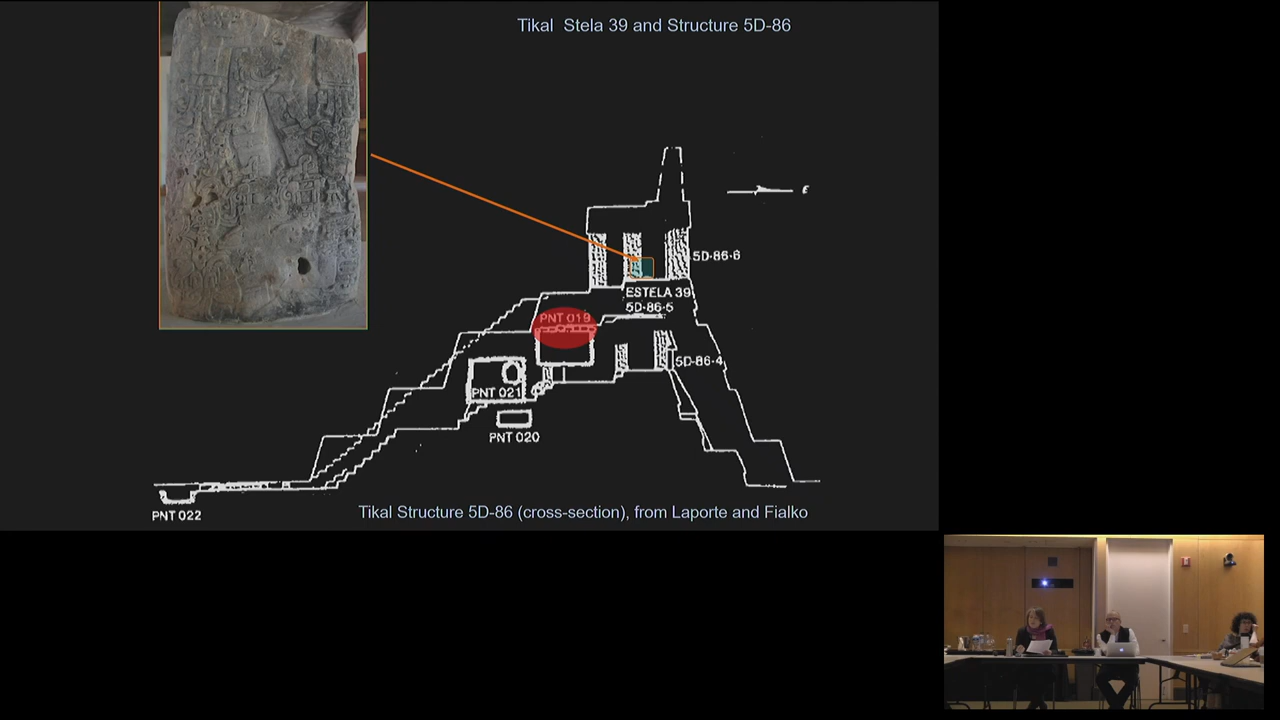 Tikal  Stela 39 and Structure 5D-86
E
5D-86-6
ESTELA 39
5D-86-5
PNT 019
5D-86-4
PNT 021
PNT 020
PNT 022
Tikal Structure 5D-86 (cross-section), from Laporte and Fialko